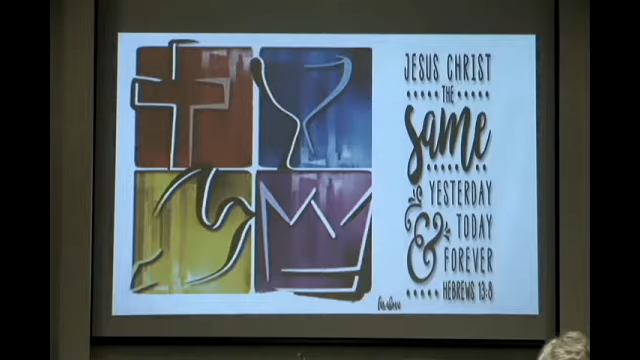 JESUS CHRIST
THE
Same
YESTERDAY
& TODAY
FOREVER
HEBREWS 13:8